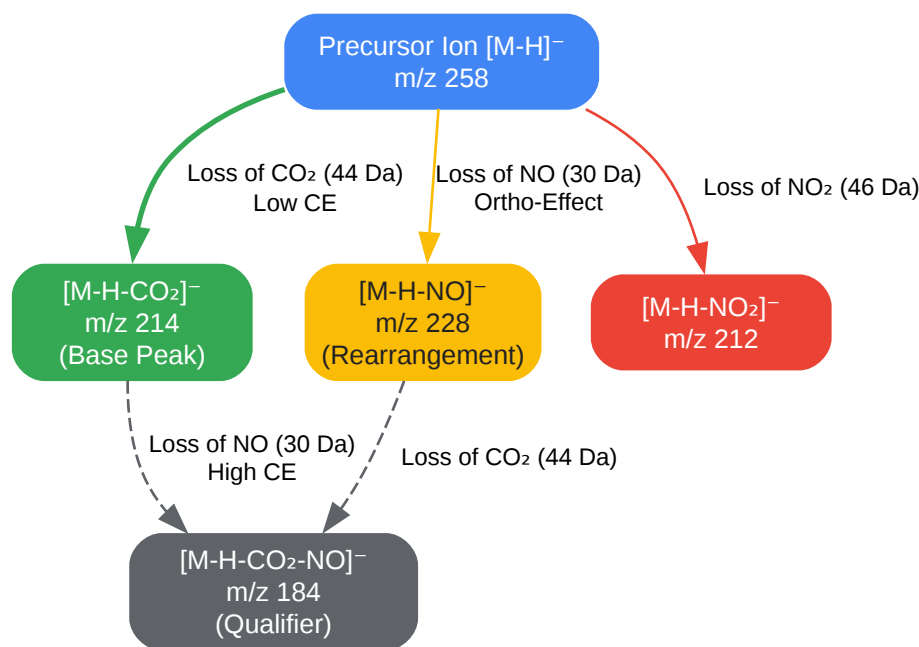 Precursor Ion [M-H]⁻
m/z 258
Loss of CO₂ (44 Da)
Low CE
Loss of NO (30 Da)
Ortho-Effect
Loss of NO₂ (46 Da)
[M-H-CO₂]⁻
m/z 214
(Base Peak)
[M-H-NO]⁻
m/z 228
(Rearrangement)
[M-H-NO₂]⁻
m/z 212
Loss of NO (30 Da)
High CE
Loss of CO₂ (44 Da)
[M-H-CO₂-NO]⁻
m/z 184
(Qualifier)